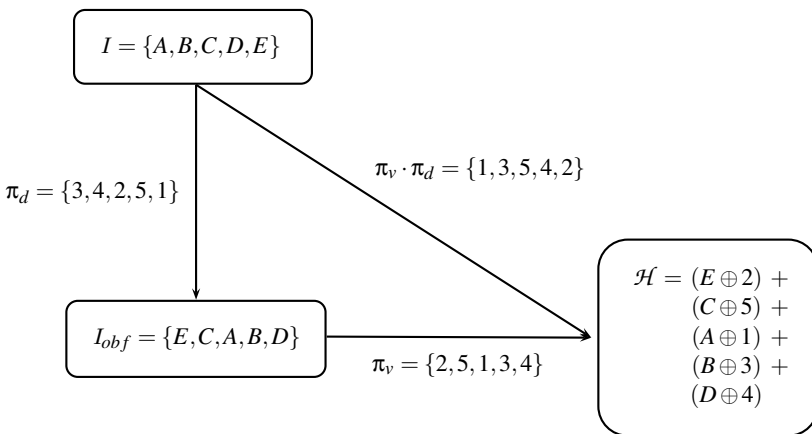 I = {A,B,C,D,E}
π_v · π_d = {1,3,5,4,2}
π_d = {3,4,2,5,1}
I_obf = {E,C,A,B,D}
π_v = {2,5,1,3,4}
ℋ = (E ⊕ 2) +
(C ⊕ 5) +
(A ⊕ 1) +
(B ⊕ 3) +
(D ⊕ 4)